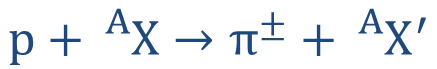 p + ᴬX → π± + ᴬX′